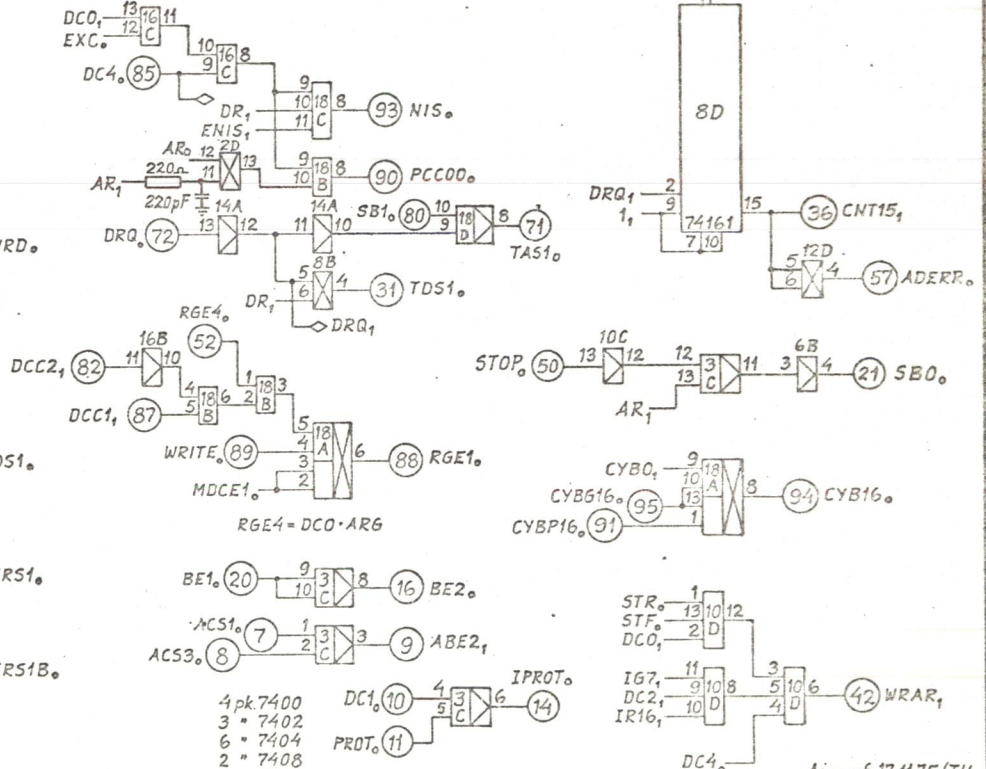 DC0₁ 13 16 C 11
EXC₀ 12
10 16 C 8
DC4₀ 85 9
9 18 C 8 93 NIS₀
DR₁ 10
ENIS₁ 11
AR₀ 12 2D 13
220Ω
AR₁ 11
220pF
9 18 B 8 90 PCC00₀
10
DRQ₀ 72 13 14A 12
11 14A 10
SB1₀ 80 10 18 D 8 71 TAS1₀
9
5 8B 4 31 TDS1₀
DR₁ 6
DRQ₁
RGE4₀
52
DCC2₁ 82 11 16B 10
4 18 B 6
DCC1₁ 87 5
1 18 B 3
2
5 18 A 6 88 RGE1₀
WRITE₀ 89 4
3
MDCE1₀ 2
RGE4 = DC0·ARG
BE1₀ 20 9 3 C 8 16 BE2₀
10
ACS1₀ 7 1 3 C 3 9 ABE2₁
ACS3₀ 8 2
4 pk. 7400
3 " 7402
6 " 7404
2 " 7408
DC1₀ 10 4 3 C 6 14 IPROT₀
PROT₀ 11 5
8D
DRQ₁ 2
1₁ 9
74161
7 10
15 36 CNT15₁
12D
5 4 57 ADERR₀
6
STOP₀ 50 13 10C 12
12 3 C 11
AR₁ 13
3 6B 4 21 SB0₀
CYB0₁ 9 18 A 8 94 CYB16₀
CYBG16₀ 95 10
13
CYBP16₀ 91 1
STR₀ 1 10 D 12
STF₀ 13
DC0₁ 2
IG7₁ 11 10 D 8
DC2₁ 9
IR16₁ 10
3 10 D 6 42 WRAR₁
5
4
DC4₀
RD₀
S1₀
RS1₀
RS1B₀